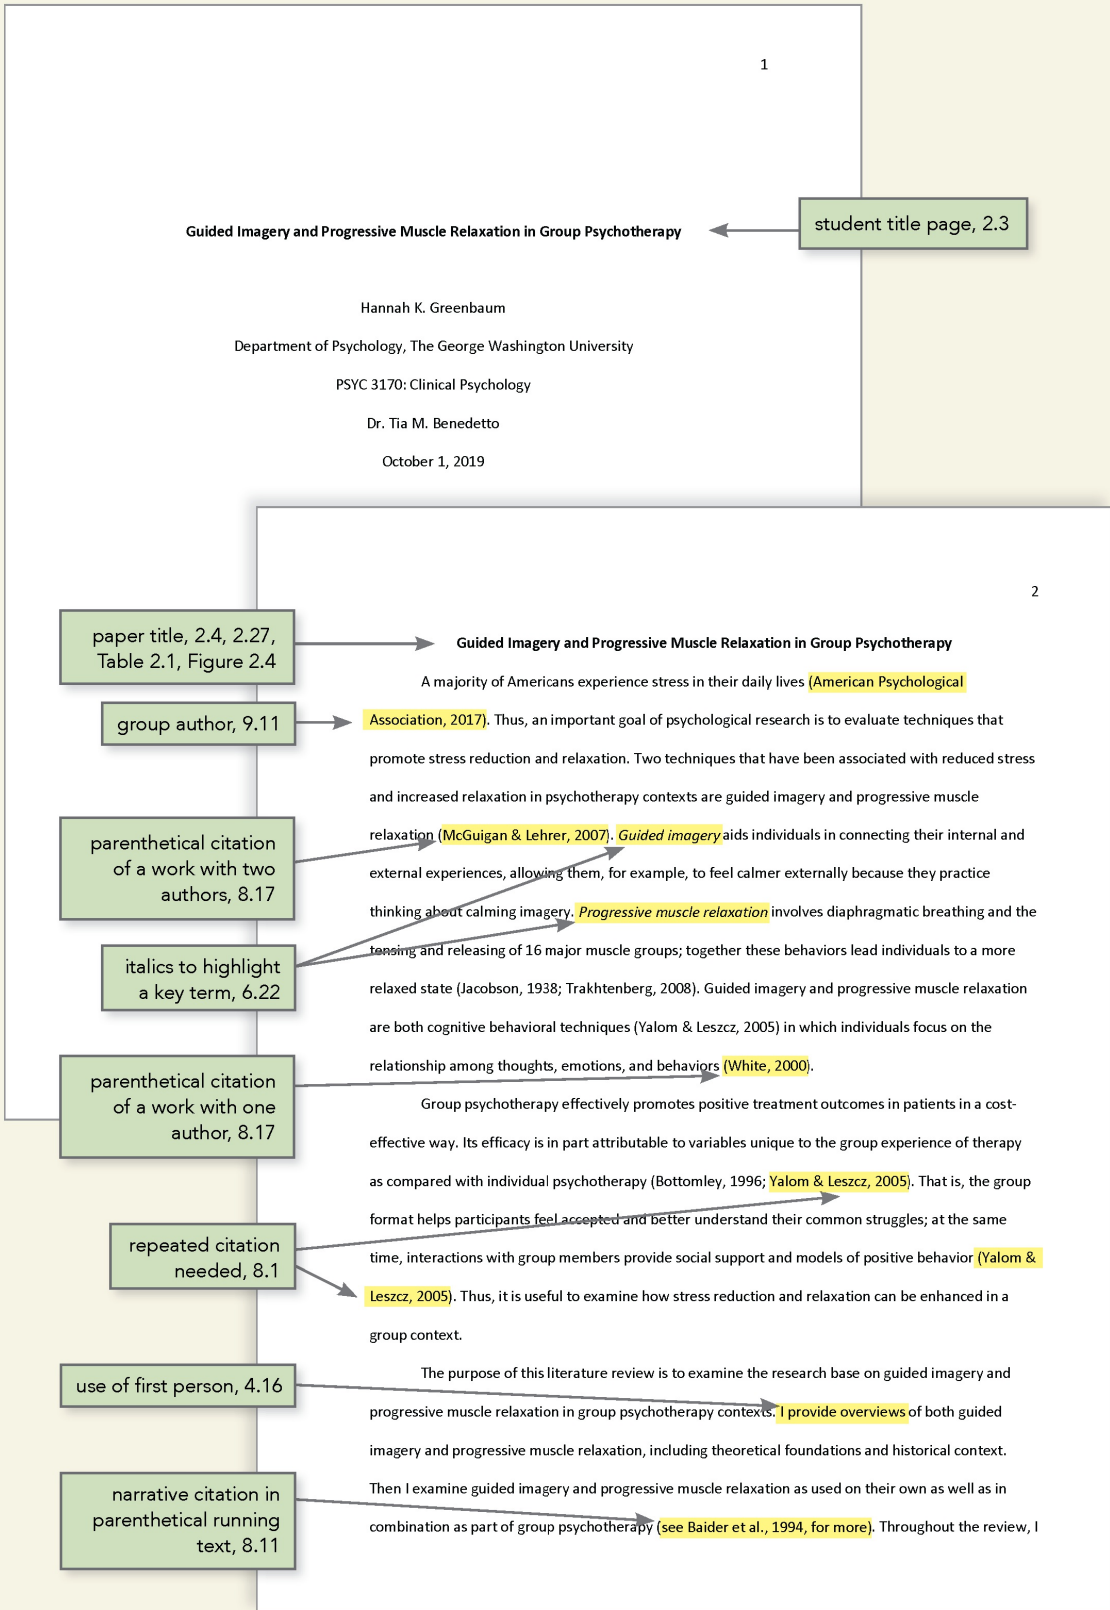 1
student title page, 2.3
Guided Imagery and Progressive Muscle Relaxation in Group Psychotherapy
Hannah K. Greenbaum
Department of Psychology, The George Washington University
PSYC 3170: Clinical Psychology
Dr. Tia M. Benedetto
October 1, 2019
2
paper title, 2.4, 2.27,
Table 2.1, Figure 2.4
Guided Imagery and Progressive Muscle Relaxation in Group Psychotherapy
A majority of Americans experience stress in their daily lives (American Psychological
group author, 9.11
Association, 2017). Thus, an important goal of psychological research is to evaluate techniques that
promote stress reduction and relaxation. Two techniques that have been associated with reduced stress
and increased relaxation in psychotherapy contexts are guided imagery and progressive muscle
parenthetical citation
of a work with two
authors, 8.17
relaxation (McGuigan & Lehrer, 2007). Guided imagery aids individuals in connecting their internal and
external experiences, allowing them, for example, to feel calmer externally because they practice
thinking about calming imagery. Progressive muscle relaxation involves diaphragmatic breathing and the
italics to highlight
a key term, 6.22
tensing and releasing of 16 major muscle groups; together these behaviors lead individuals to a more
relaxed state (Jacobson, 1938; Trakhtenberg, 2008). Guided imagery and progressive muscle relaxation
are both cognitive behavioral techniques (Yalom & Leszcz, 2005) in which individuals focus on the
parenthetical citation
of a work with one
author, 8.17
relationship among thoughts, emotions, and behaviors (White, 2000).
Group psychotherapy effectively promotes positive treatment outcomes in patients in a cost-
effective way. Its efficacy is in part attributable to variables unique to the group experience of therapy
as compared with individual psychotherapy (Bottomley, 1996; Yalom & Leszcz, 2005). That is, the group
format helps participants feel accepted and better understand their common struggles; at the same
repeated citation
needed, 8.1
time, interactions with group members provide social support and models of positive behavior (Yalom &
Leszcz, 2005). Thus, it is useful to examine how stress reduction and relaxation can be enhanced in a
group context.
use of first person, 4.16
The purpose of this literature review is to examine the research base on guided imagery and
progressive muscle relaxation in group psychotherapy contexts. I provide overviews of both guided
imagery and progressive muscle relaxation, including theoretical foundations and historical context.
narrative citation in
parenthetical running
text, 8.11
Then I examine guided imagery and progressive muscle relaxation as used on their own as well as in
combination as part of group psychotherapy (see Baider et al., 1994, for more). Throughout the review, I